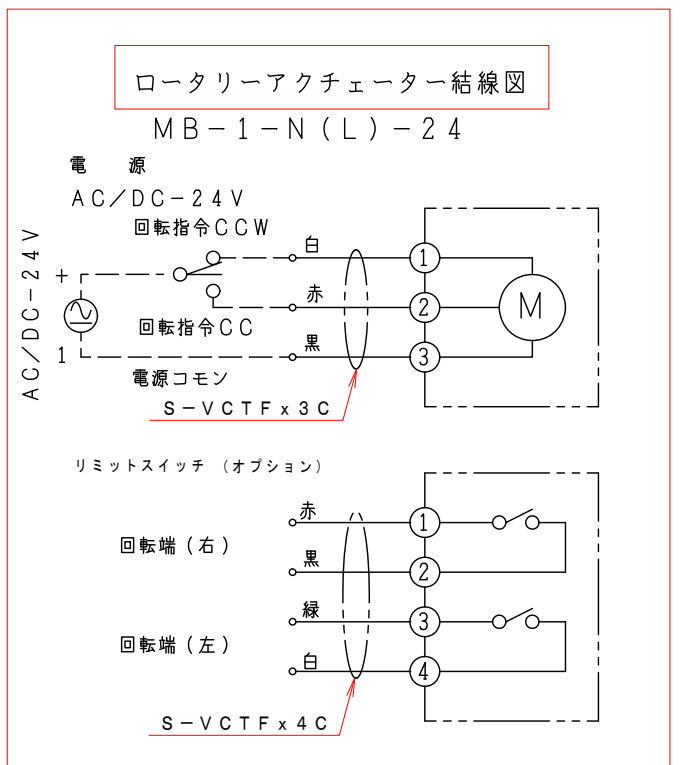 ロータリーアクチェーター結線図
MB-1-N(L)-24
電 源
AC/DC-24V
回転指令CCW
白
①
AC/DC-24V
+
赤
②
M
回転指令CC
黒
③
1
電源コモン
S-VCTFx3C
リミットスイッチ (オプション)
赤
①
回転端(右)
黒
②
緑
③
回転端(左)
白
④
S-VCTFx4C